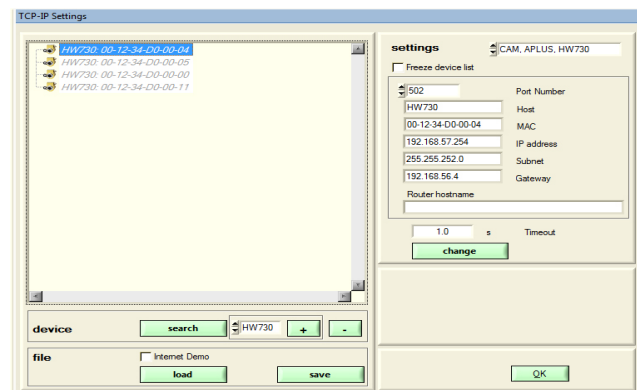 TCP-IP Settings
HW730: 00-12-34-D0-00-04
HW730: 00-12-34-D0-00-05
HW730: 00-12-34-D0-00-00
HW730: 00-12-34-D0-00-11
device search HW730 + -
file Internet Demo
load save
settings CAM, APLUS, HW730
Freeze device list
502 Port Number
HW730 Host
00-12-34-D0-00-04 MAC
192.168.57.254 IP address
255.255.252.0 Subnet
192.168.56.4 Gateway
Router hostname
1.0 s Timeout
change
OK